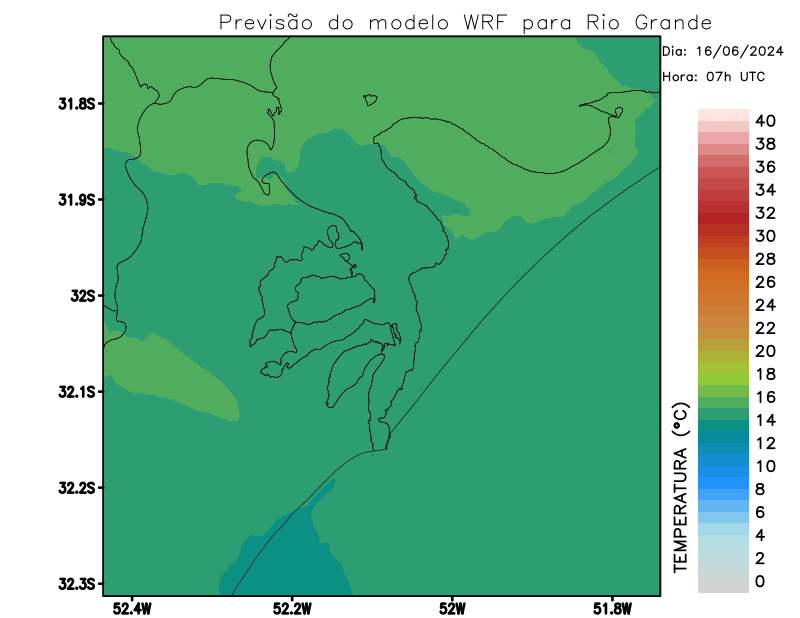 Previsão do modelo WRF para Rio Grande
Dia: 16/06/2024
Hora: 07h UTC
31.8S
31.9S
32S
32.1S
32.2S
32.3S
52.4W
52.2W
52W
51.8W
TEMPERATURA (°C)
40
38
36
34
32
30
28
26
24
22
20
18
16
14
12
10
8
6
4
2
0